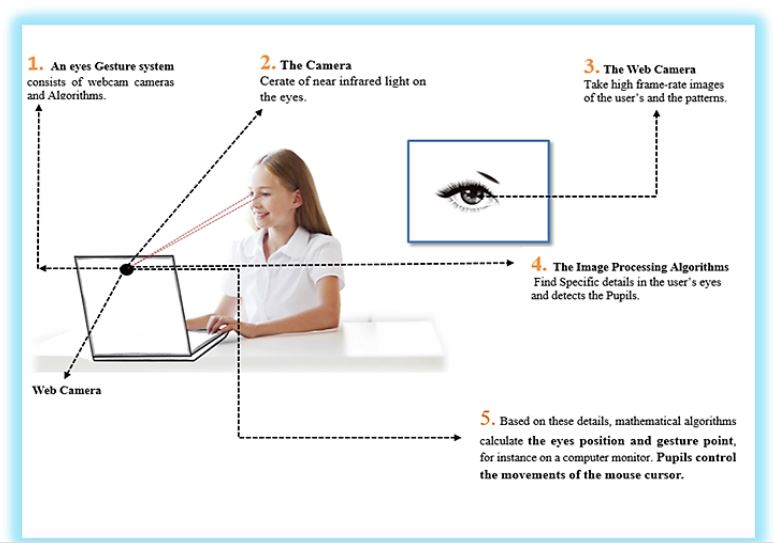 1. An eyes Gesture system
consists of webcam cameras
and Algorithms.
2. The Camera
Cerate of near infrared light on
the eyes.
3. The Web Camera
Take high frame-rate images
of the user's and the patterns.
4. The Image Processing Algorithms
Find Specific details in the user's eyes
and detects the Pupils.
Web Camera
5. Based on these details, mathematical algorithms
calculate the eyes position and gesture point,
for instance on a computer monitor. Pupils control
the movements of the mouse cursor.